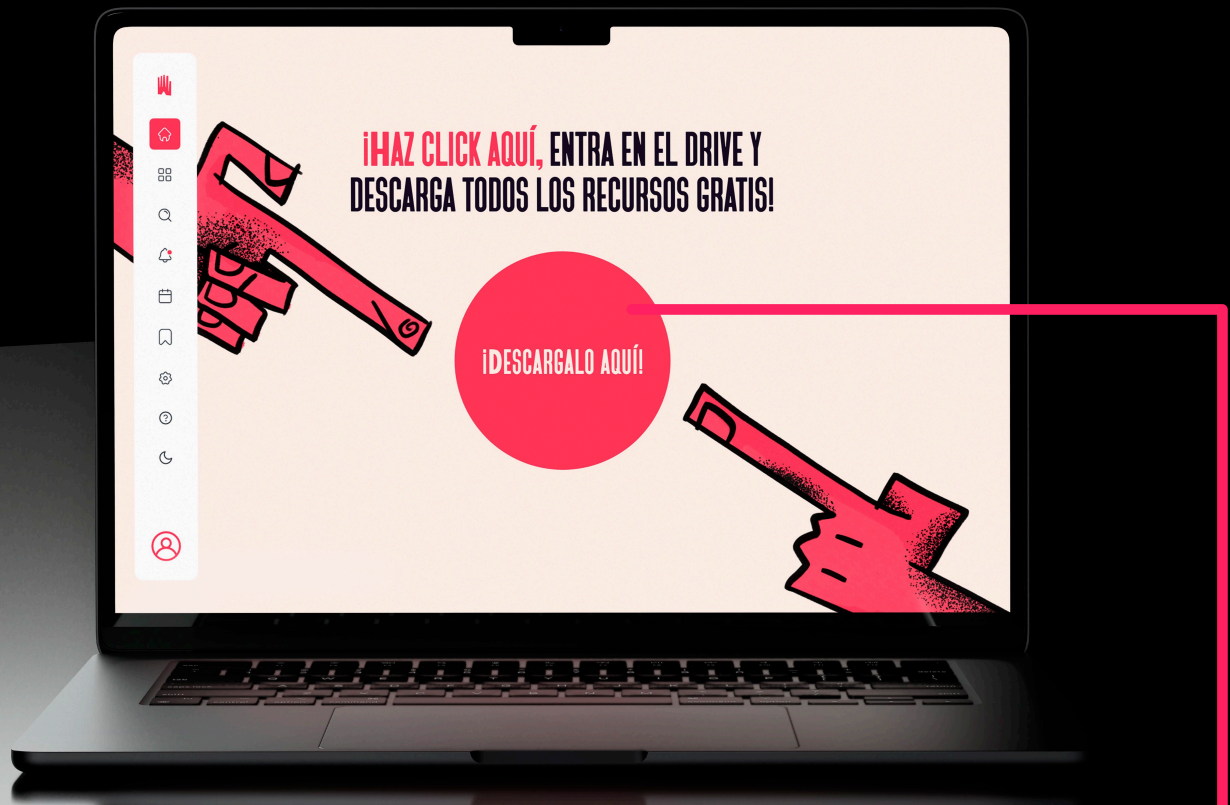 ¡HAZ CLICK AQUÍ, ENTRA EN EL DRIVE Y
DESCARGA TODOS LOS RECURSOS GRATIS!
¡DESCARGALO AQUÍ!